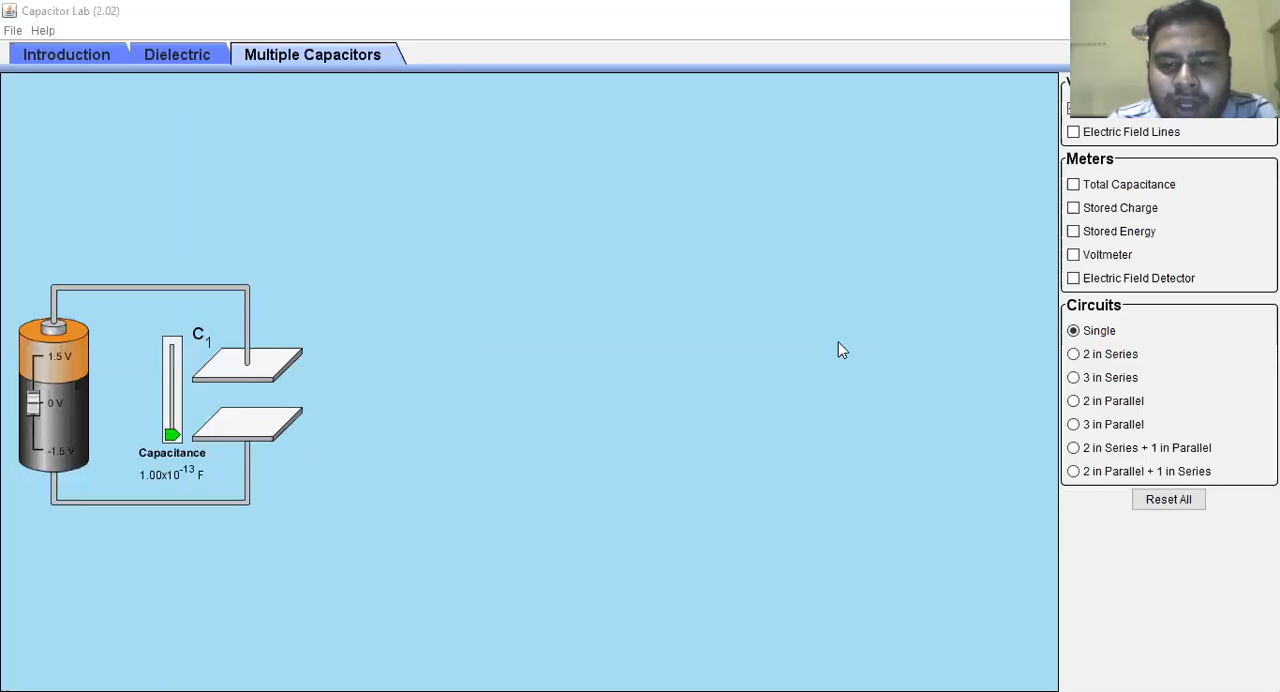 Capacitor Lab (2.02)
File Help
Introduction Dielectric Multiple Capacitors
Electric Field Lines
Meters
Total Capacitance
Stored Charge
Stored Energy
Voltmeter
Electric Field Detector
Circuits
Single
2 in Series
3 in Series
2 in Parallel
3 in Parallel
2 in Series + 1 in Parallel
2 in Parallel + 1 in Series
Reset All
C1
1.5 V
0 V
-1.5 V
Capacitance
1.00x10⁻¹³ F